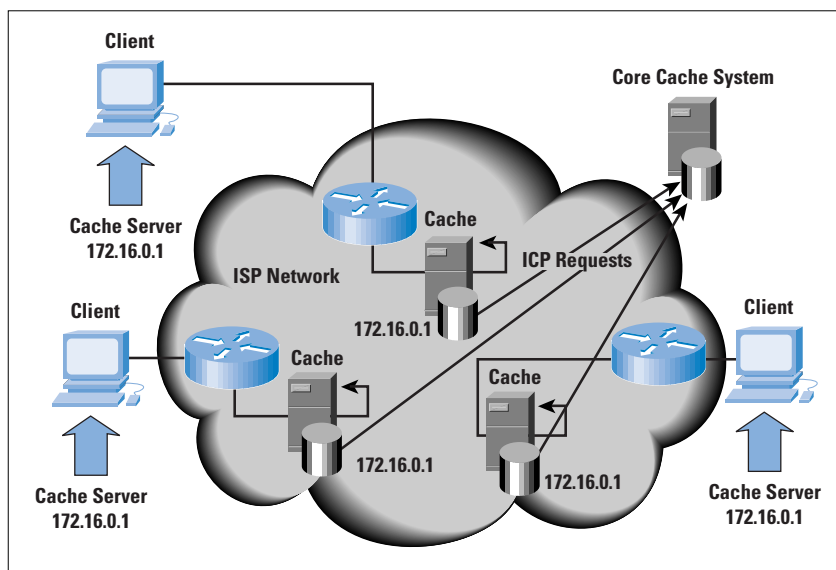 Client
Core Cache System
Cache Server
172.16.0.1
Cache
ISP Network
ICP Requests
172.16.0.1
Client
Client
Cache
Cache
172.16.0.1
172.16.0.1
Cache Server
172.16.0.1
Cache Server
172.16.0.1